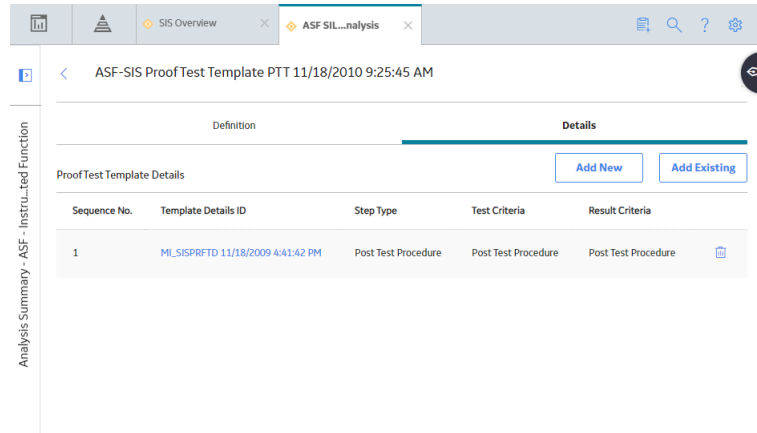 SIS Overview
ASF SIL...nalysis
ASF-SIS Proof Test Template PTT 11/18/2010 9:25:45 AM
Definition
Details
Proof Test Template Details
Add New
Add Existing
Sequence No.
Template Details ID
Step Type
Test Criteria
Result Criteria
1
MI_SISPRFTD 11/18/2009 4:41:42 PM
Post Test Procedure
Post Test Procedure
Post Test Procedure
Analysis Summary - ASF - Instru...ted Function